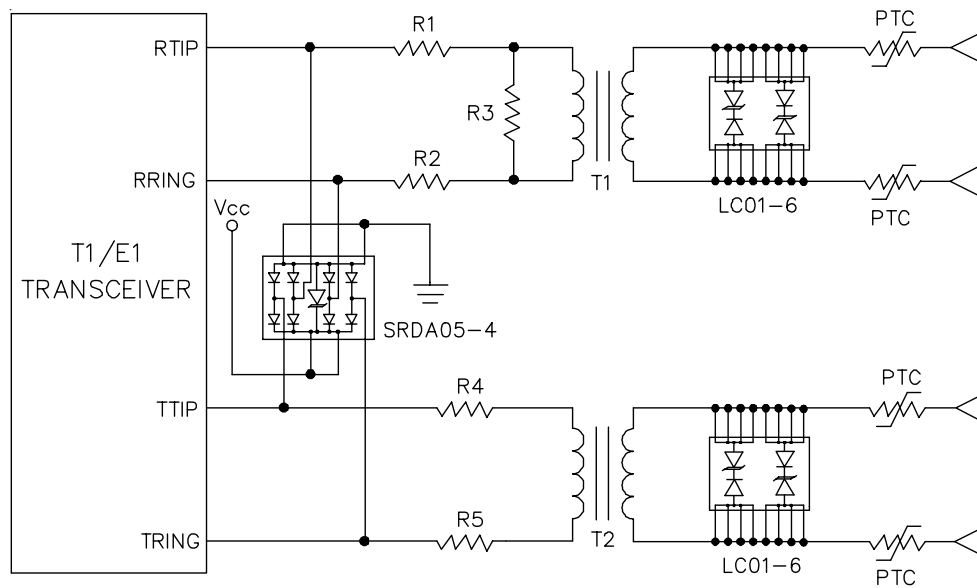 R1
PTC
RTIP
R3
R2
T1
RRING
LC01-6
PTC
Vcc
T1/E1
TRANSCEIVER
SRDA05-4
R4
PTC
TTIP
R5
T2
TRING
LC01-6
PTC